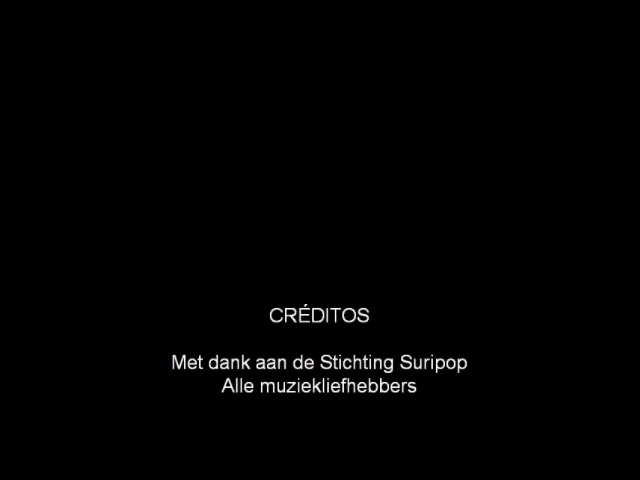 CRÉDITOS
Met dank aan de Stichting Suripop
Alle muziekliefhebbers